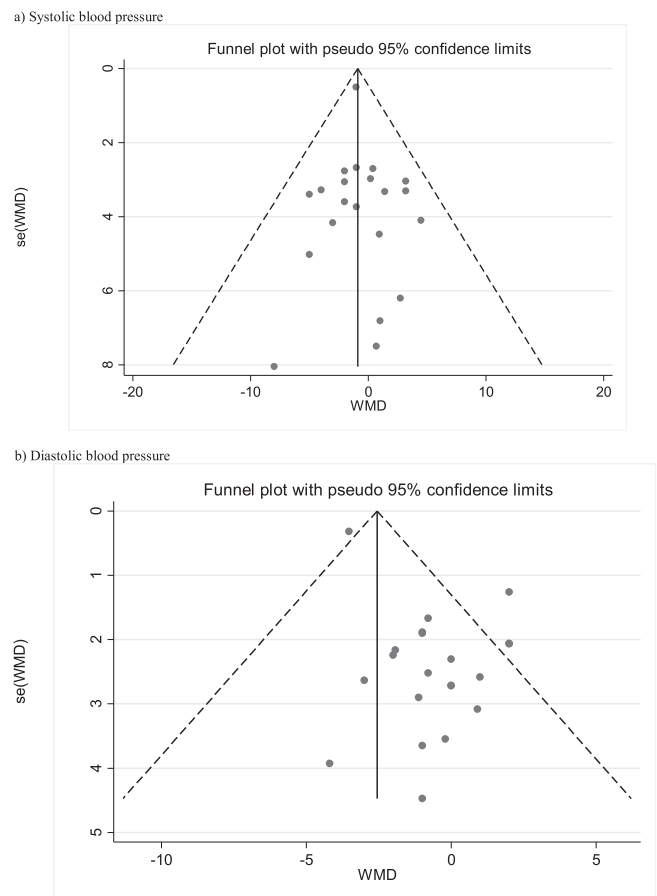 a) Systolic blood pressure
Funnel plot with pseudo 95% confidence limits
0
2
4
6
8
se(WMD)
-20 -10 0 10 20
WMD
b) Diastolic blood pressure
Funnel plot with pseudo 95% confidence limits
0
1
2
3
4
5
se(WMD)
-10 -5 0 5
WMD